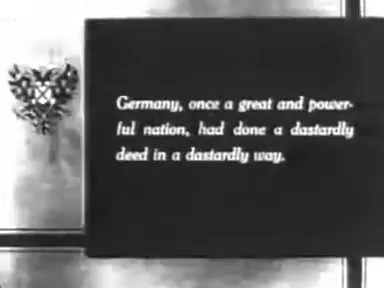 Germany, once a great and power-
ful nation, had done a dastardly
deed in a dastardly way.